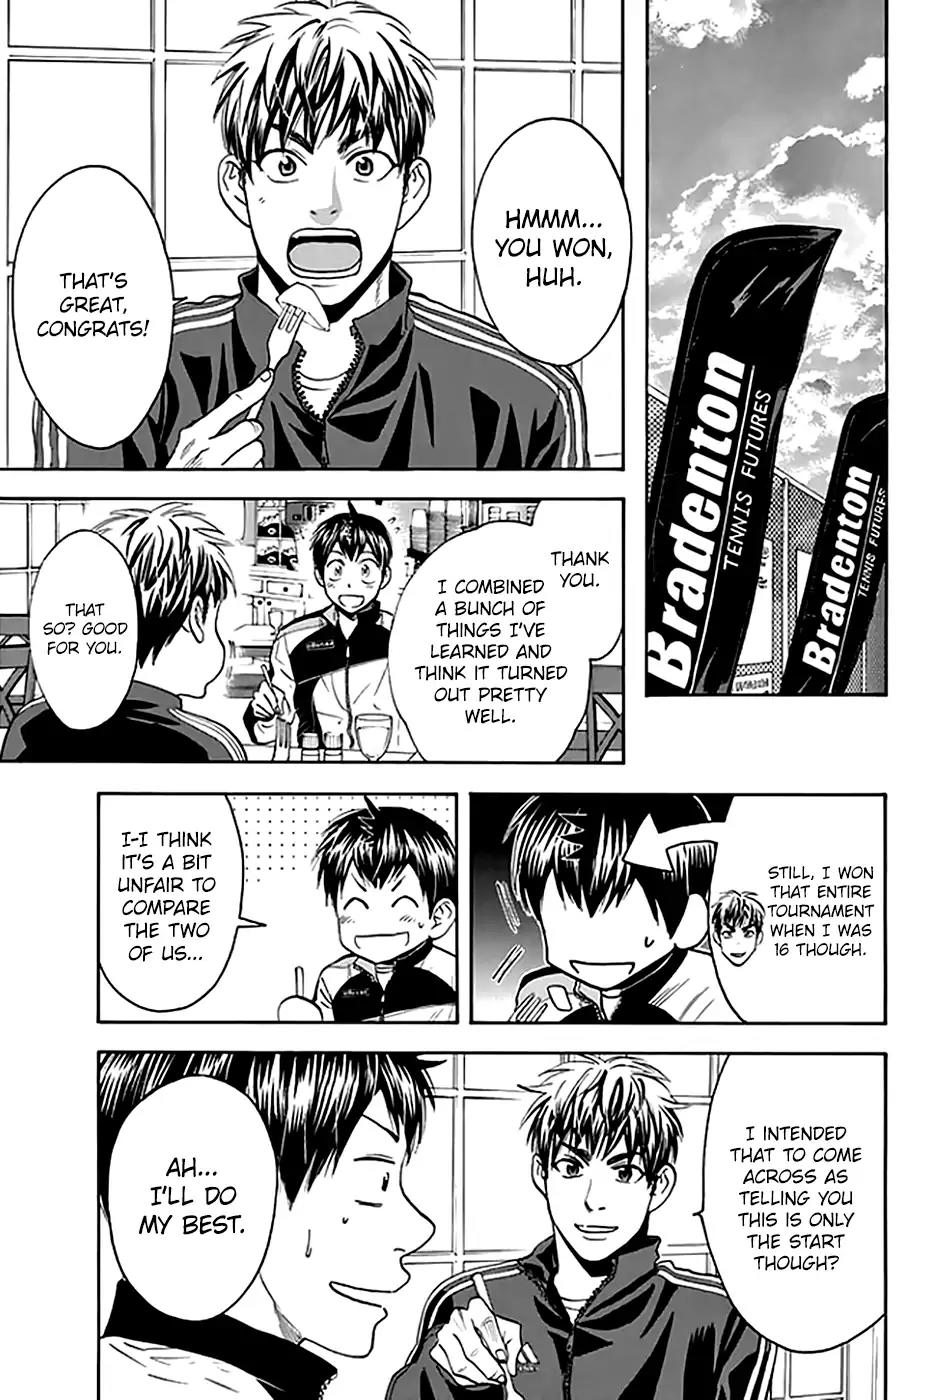 Bradenton
TENNIS FUTURES
Bradenton
TENNIS FUTURES
HMMM...
YOU WON,
HUH.
THAT'S
GREAT,
CONGRATS!
THANK
YOU.
I COMBINED
A BUNCH OF
THINGS I'VE
LEARNED AND
THINK IT TURNED
OUT PRETTY
WELL.
THAT
SO? GOOD
FOR YOU.
STILL, I WON
THAT ENTIRE
TOURNAMENT
WHEN I WAS
16 THOUGH.
I-I THINK
IT'S A BIT
UNFAIR TO
COMPARE
THE TWO
OF US...
I INTENDED
THAT TO COME
ACROSS AS
TELLING YOU
THIS IS ONLY
THE START
THOUGH?
AH...
I'LL DO
MY BEST.